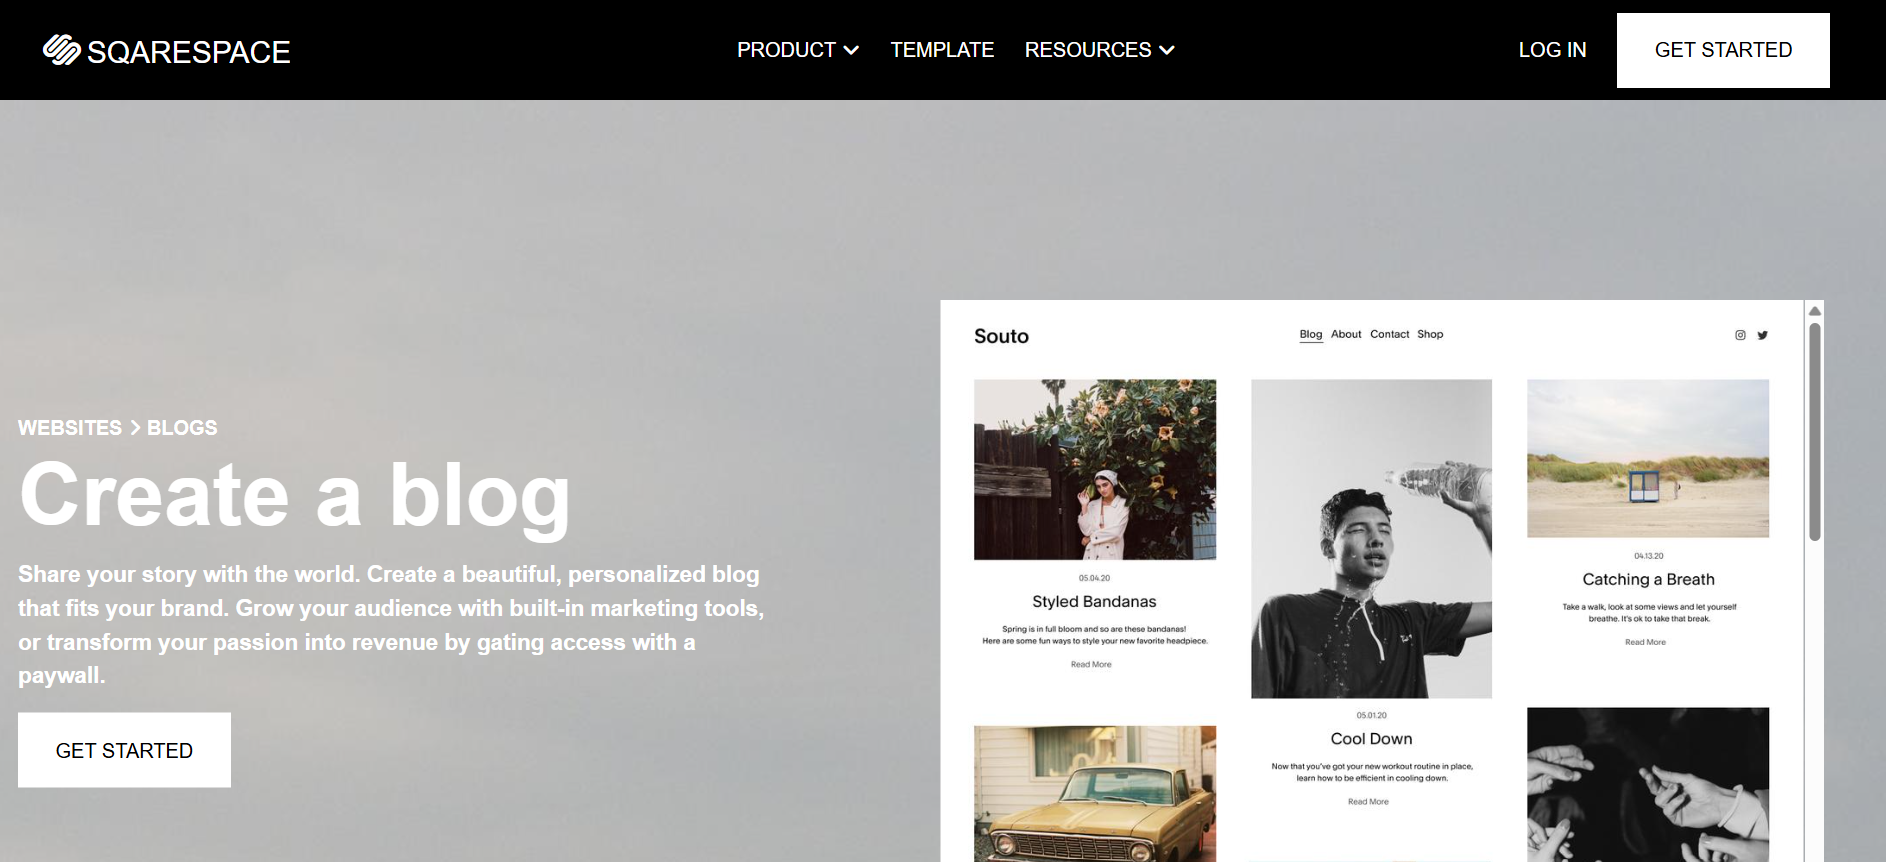 SQARESPACE
PRODUCT
TEMPLATE
RESOURCES
LOG IN
GET STARTED
WEBSITES > BLOGS
Create a blog
Share your story with the world. Create a beautiful, personalized blog
that fits your brand. Grow your audience with built-in marketing tools,
or transform your passion into revenue by gating access with a
paywall.
GET STARTED
Souto
Blog About Contact Shop
05.04.20
Styled Bandanas
Spring is in full bloom and so are these bandanas!
Here are some fun ways to style your new favorite headpiece.
Read More
05.01.20
Cool Down
Now that you've got your new workout routine in place,
learn how to be efficient in cooling down.
Read More
04.13.20
Catching a Breath
Take a walk, look at some views and let yourself
breathe. It's ok to take that break.
Read More